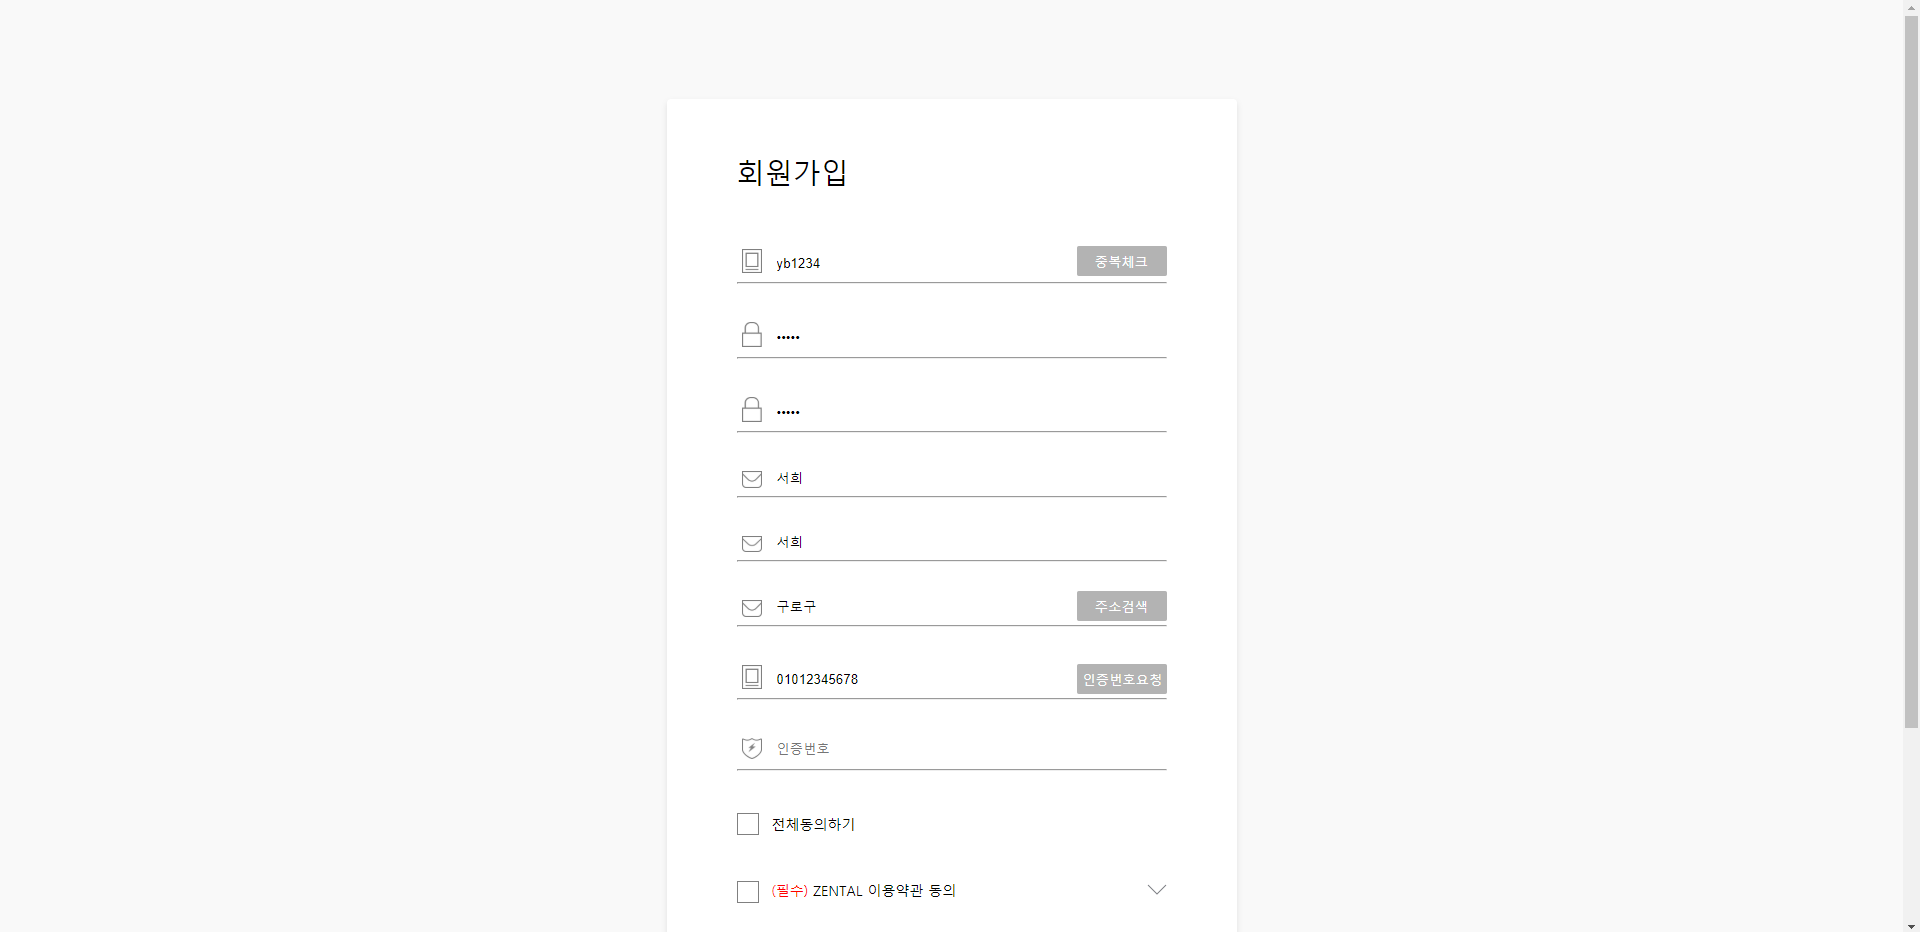 회원가입
yb1234 중복체크
•••••
•••••
서희
서희
구로구 주소검색
01012345678 인증번호요청
인증번호
전체동의하기
(필수) ZENTAL 이용약관 동의